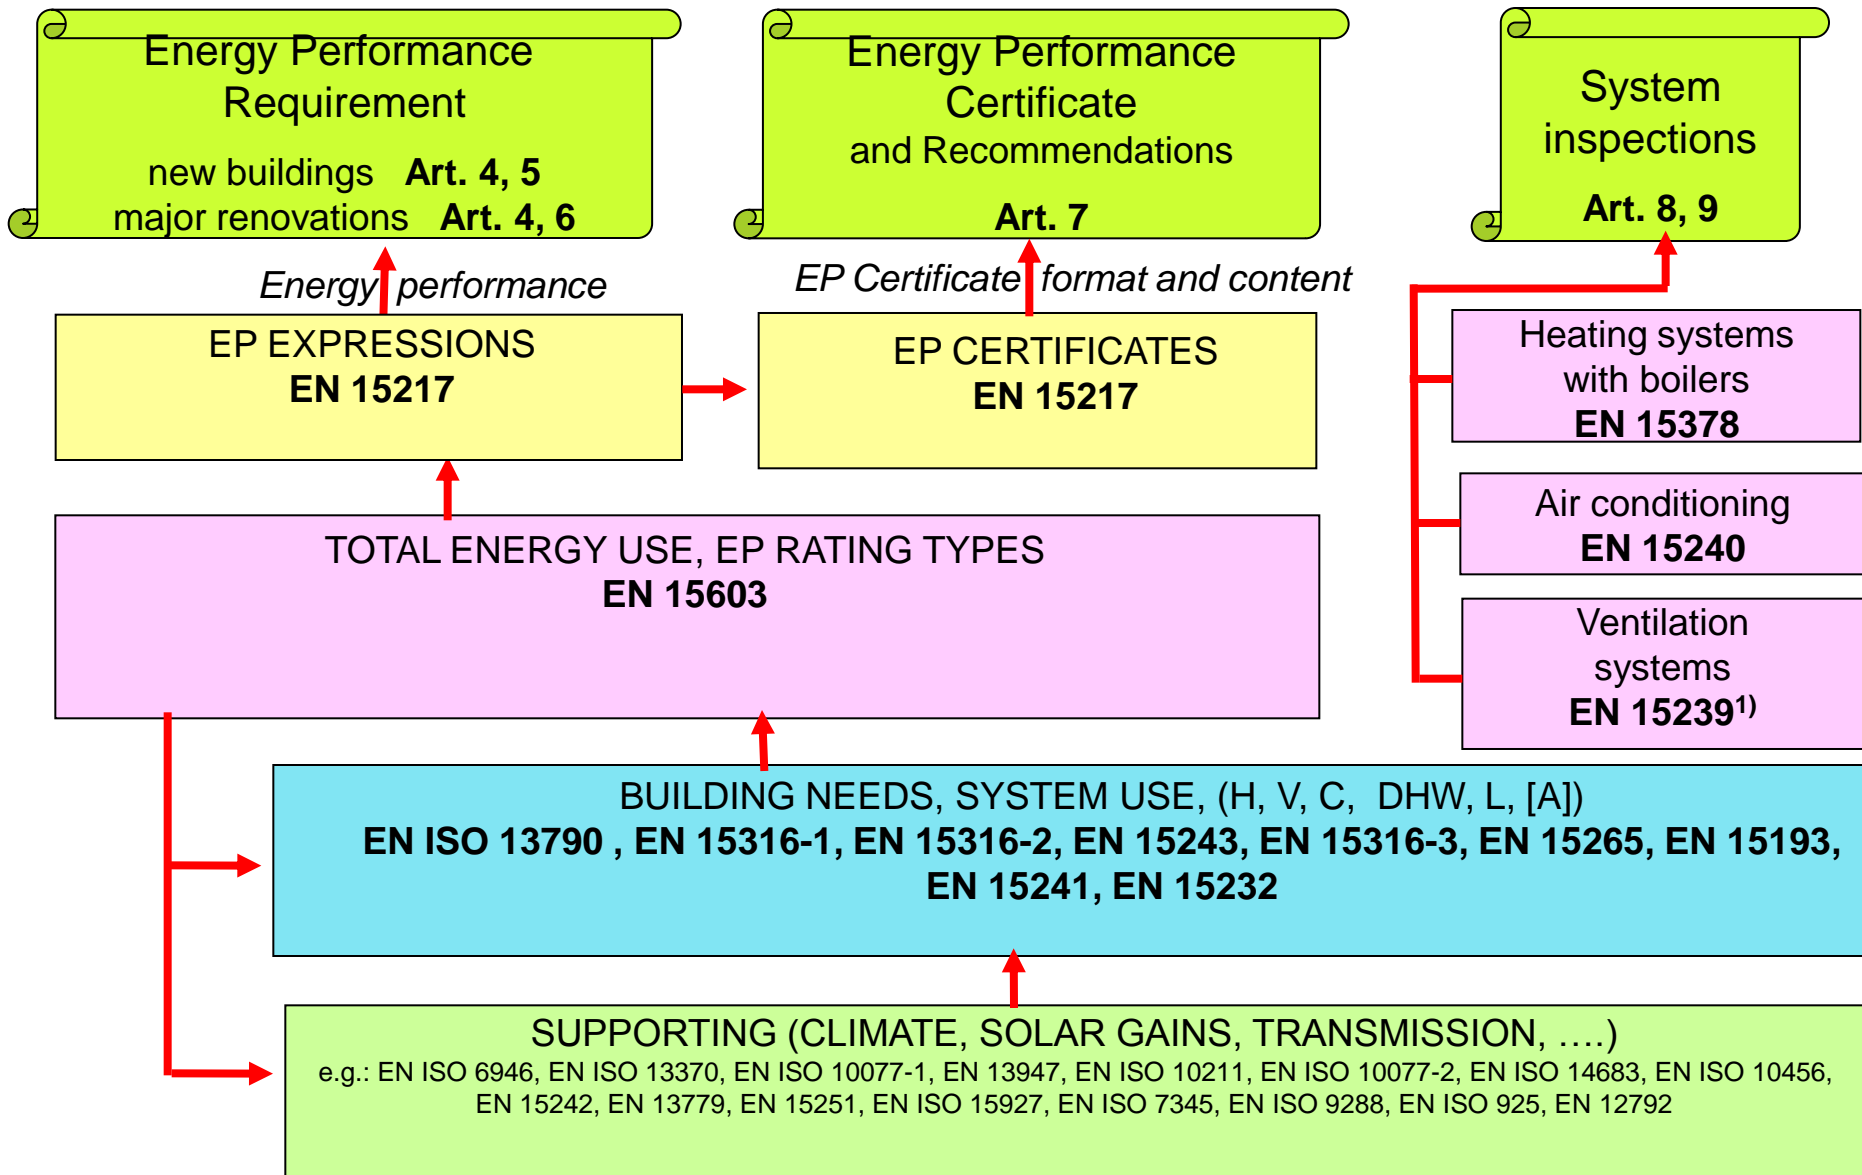 Energy Performance
Requirement
new buildings Art. 4, 5
major renovations Art. 4, 6
Energy Performance
Certificate
and Recommendations
Art. 7
System
inspections
Art. 8, 9
Energy performance
EP Certificate format and content
EP EXPRESSIONS
EN 15217
EP CERTIFICATES
EN 15217
Heating systems
with boilers
EN 15378
Air conditioning
EN 15240
Ventilation
systems
EN 15239¹⁾
TOTAL ENERGY USE, EP RATING TYPES
EN 15603
BUILDING NEEDS, SYSTEM USE, (H, V, C, DHW, L, [A])
EN ISO 13790 , EN 15316-1, EN 15316-2, EN 15243, EN 15316-3, EN 15265, EN 15193,
EN 15241, EN 15232
SUPPORTING (CLIMATE, SOLAR GAINS, TRANSMISSION, ….)
e.g.: EN ISO 6946, EN ISO 13370, EN ISO 10077-1, EN 13947, EN ISO 10211, EN ISO 10077-2, EN ISO 14683, EN ISO 10456,
EN 15242, EN 13779, EN 15251, EN ISO 15927, EN ISO 7345, EN ISO 9288, EN ISO 925, EN 12792